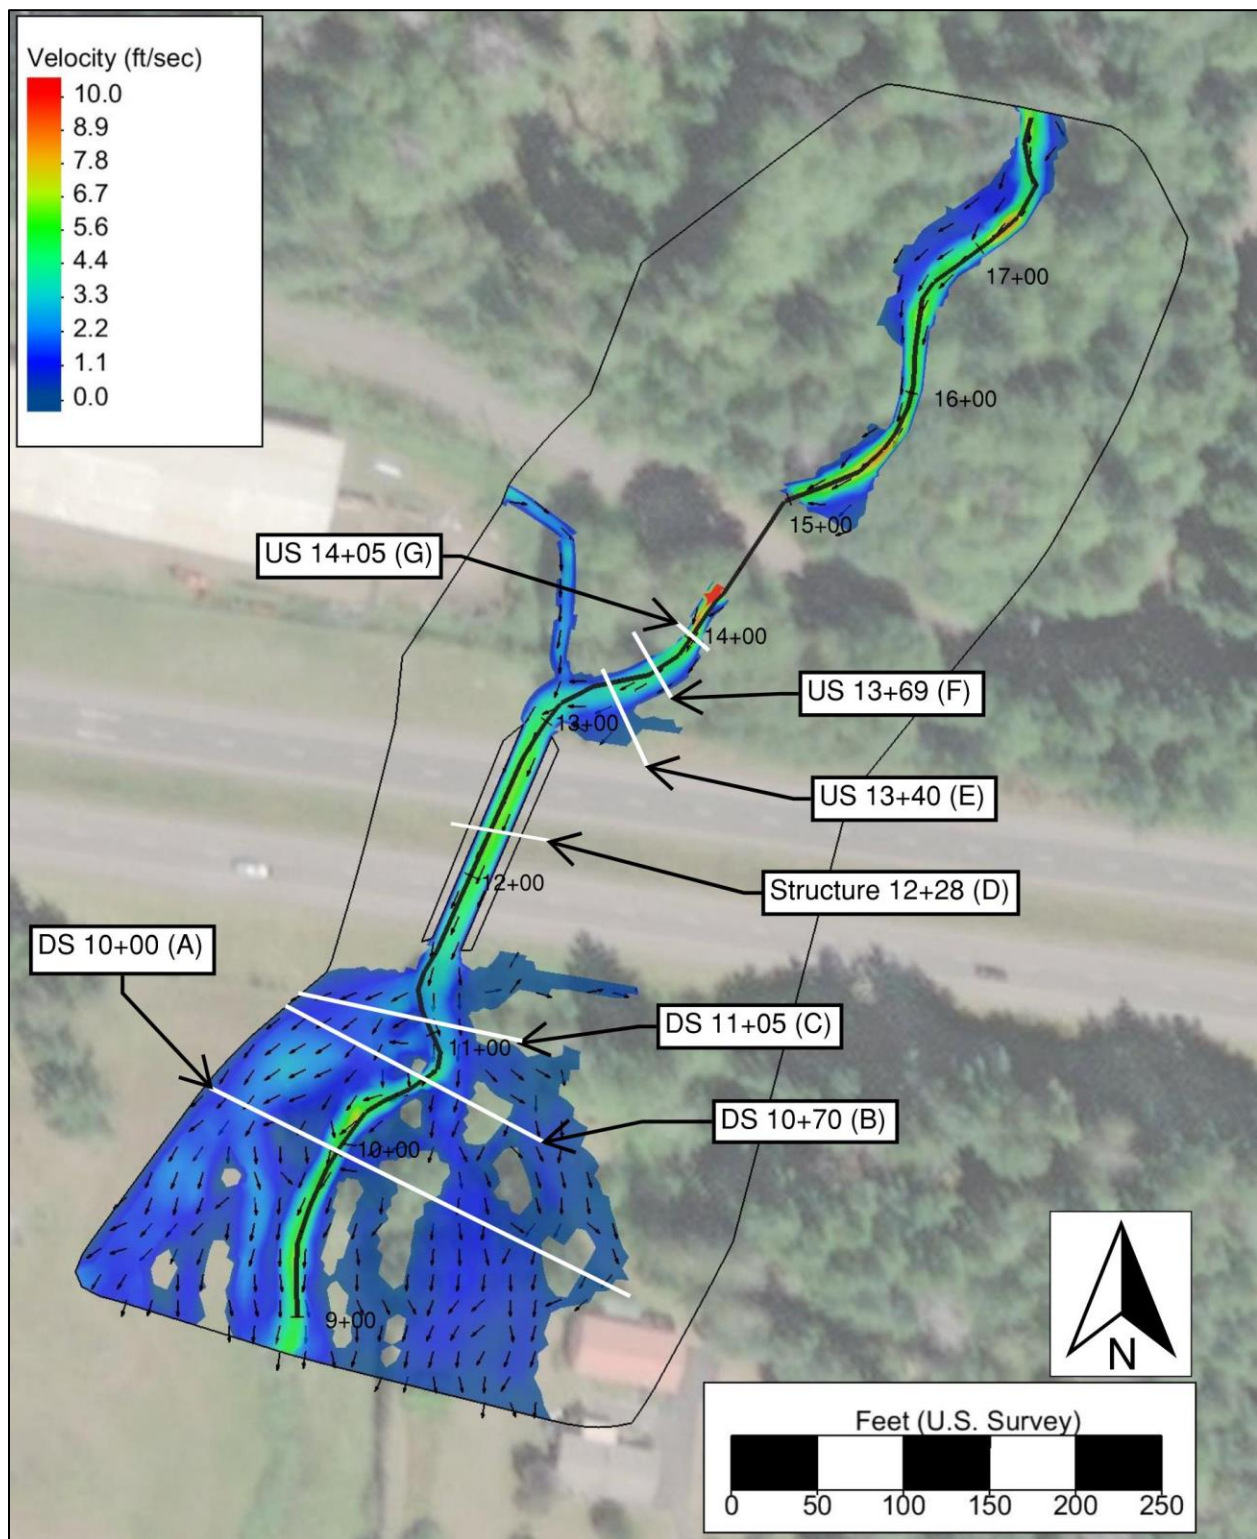 Velocity (ft/sec)
10.0
8.9
7.8
6.7
5.6
4.4
3.3
2.2
1.1
0.0
17+00
16+00
15+00
US 14+05 (G)
14+00
US 13+69 (F)
13+00
US 13+40 (E)
12+00
Structure 12+28 (D)
DS 10+00 (A)
DS 11+05 (C)
11+00
DS 10+70 (B)
10+00
9+00
N
Feet (U.S. Survey)
0 50 100 150 200 250